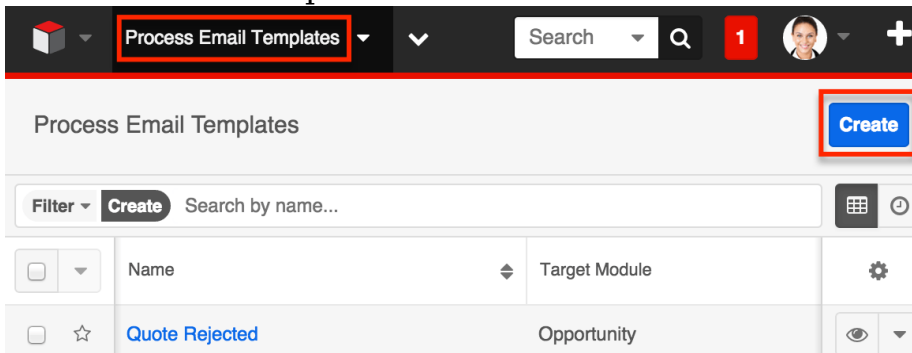 Process Email Templates
Search
1
Process Email Templates
Create
Filter
Create
Search by name...
Name
Target Module
Quote Rejected
Opportunity